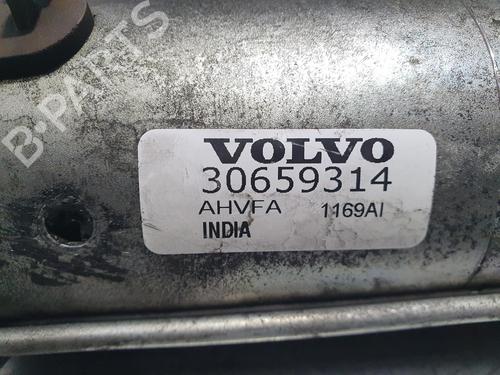 B-PARTS
VOLVO
30659314
AHVFA 1169AI
INDIA